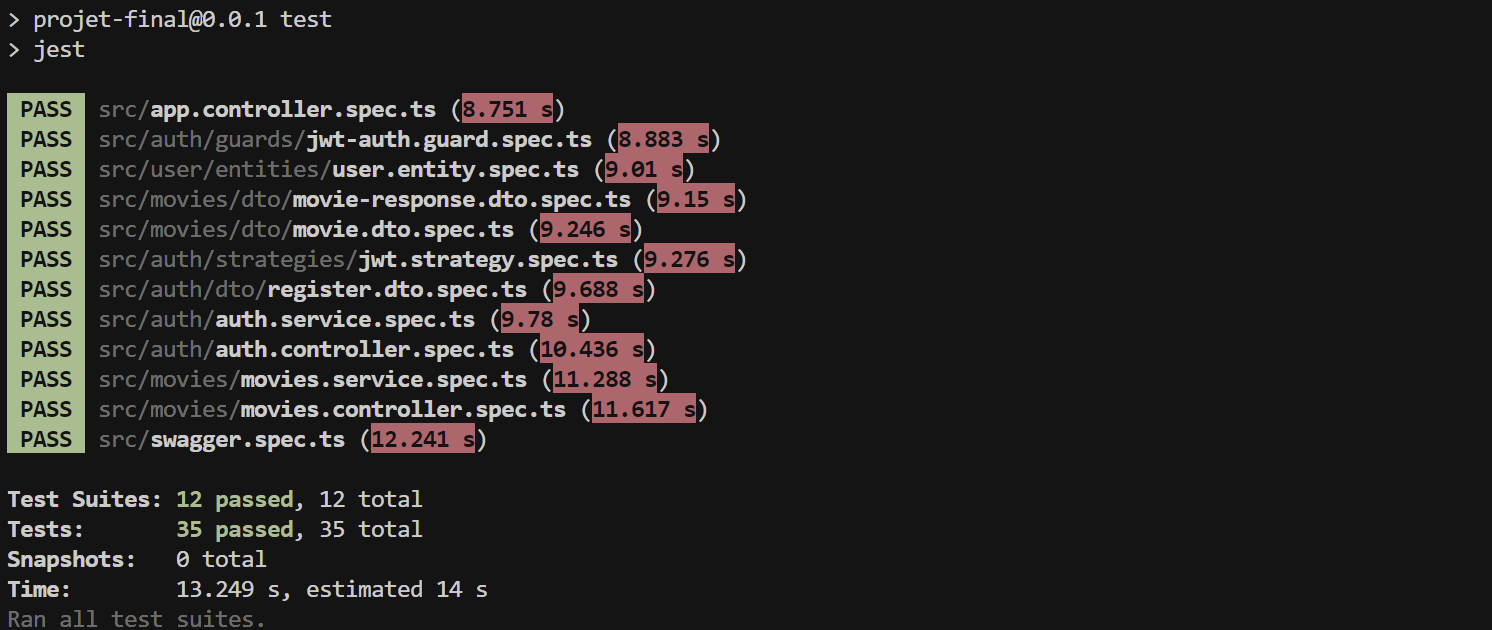 > projet-final@0.0.1 test
> jest
PASS src/app.controller.spec.ts (8.751 s)
PASS src/auth/guards/jwt-auth.guard.spec.ts (8.883 s)
PASS src/user/entities/user.entity.spec.ts (9.01 s)
PASS src/movies/dto/movie-response.dto.spec.ts (9.15 s)
PASS src/movies/dto/movie.dto.spec.ts (9.246 s)
PASS src/auth/strategies/jwt.strategy.spec.ts (9.276 s)
PASS src/auth/dto/register.dto.spec.ts (9.688 s)
PASS src/auth/auth.service.spec.ts (9.78 s)
PASS src/auth/auth.controller.spec.ts (10.436 s)
PASS src/movies/movies.service.spec.ts (11.288 s)
PASS src/movies/movies.controller.spec.ts (11.617 s)
PASS src/swagger.spec.ts (12.241 s)
Test Suites: 12 passed, 12 total
Tests: 35 passed, 35 total
Snapshots: 0 total
Time: 13.249 s, estimated 14 s
Ran all test suites.